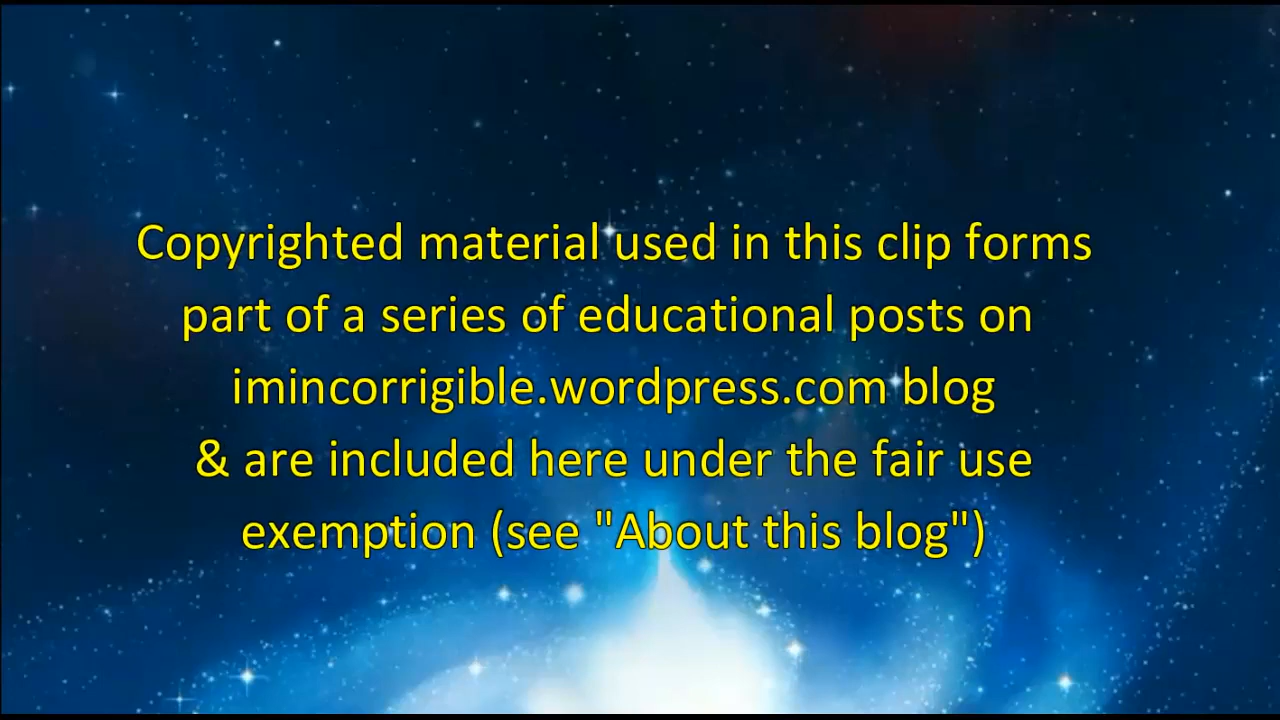 Copyrighted material used in this clip forms
part of a series of educational posts on
imincorrigible.wordpress.com blog
& are included here under the fair use
exemption (see "About this blog")